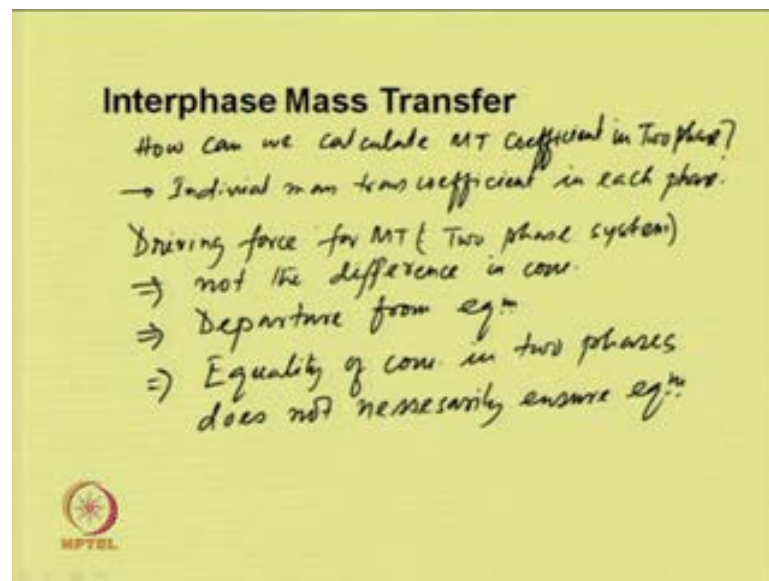 Interphase Mass Transfer
How can we calculate MT coefficient in Two phase?
→ Individial mass trans coefficient in each phase.
Driving force for MT ( Two phase system)
⇒ not the difference in conc.
⇒ Departure from eqm
⇒ Equality of conc. in two phases
does not nessesarily ensure eqm.
NPTEL